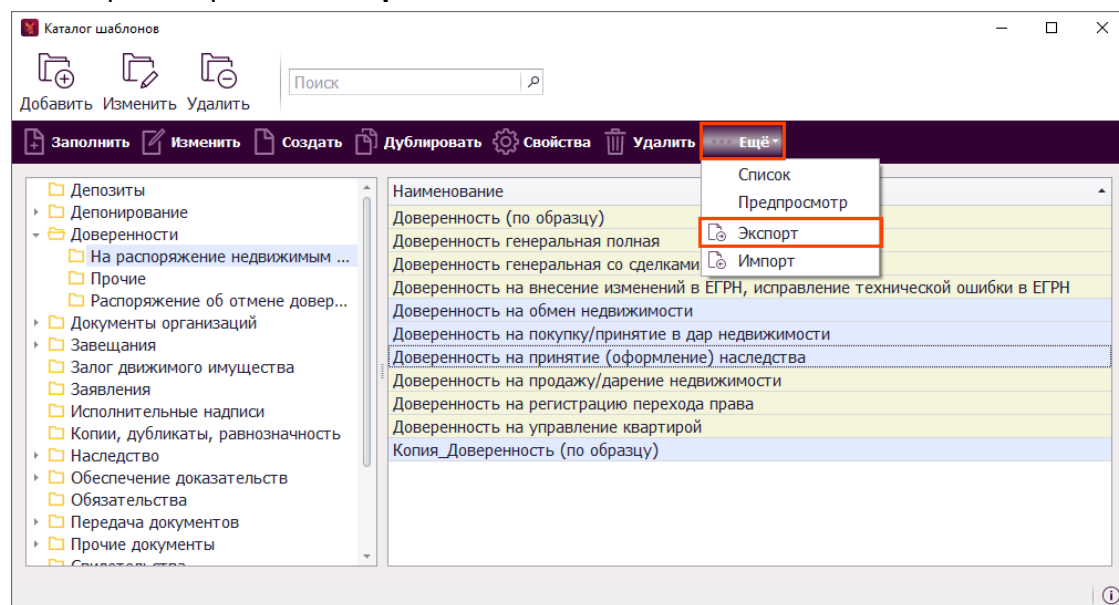 Каталог шаблонов
Добавить Изменить Удалить
Поиск
Заполнить Изменить Создать Дублировать Свойства Удалить ... Ещё
Список
Предпросмотр
Экспорт
Импорт
Депозиты
Депонирование
Доверенности
На распоряжение недвижимым ...
Прочие
Распоряжение об отмене довер...
Документы организаций
Завещания
Залог движимого имущества
Заявления
Исполнительные надписи
Копии, дубликаты, равнозначность
Наследство
Обеспечение доказательств
Обязательства
Передача документов
Прочие документы
Наименование
Доверенность (по образцу)
Доверенность генеральная полная
Доверенность генеральная со сделками
Доверенность на внесение изменений в ЕГРН, исправление технической ошибки в ЕГРН
Доверенность на обмен недвижимости
Доверенность на покупку/принятие в дар недвижимости
Доверенность на принятие (оформление) наследства
Доверенность на продажу/дарение недвижимости
Доверенность на регистрацию перехода права
Доверенность на управление квартирой
Копия_Доверенность (по образцу)